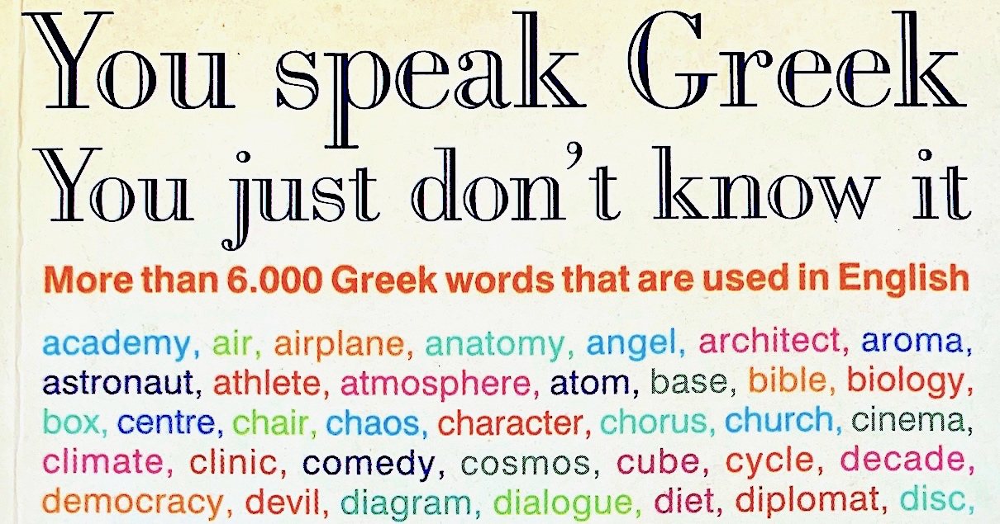 You speak Greek
You just don’t know it
More than 6.000 Greek words that are used in English
academy, air, airplane, anatomy, angel, architect, aroma,
astronaut, athlete, atmosphere, atom, base, bible, biology,
box, centre, chair, chaos, character, chorus, church, cinema,
climate, clinic, comedy, cosmos, cube, cycle, decade,
democracy, devil, diagram, dialogue, diet, diplomat, disc,